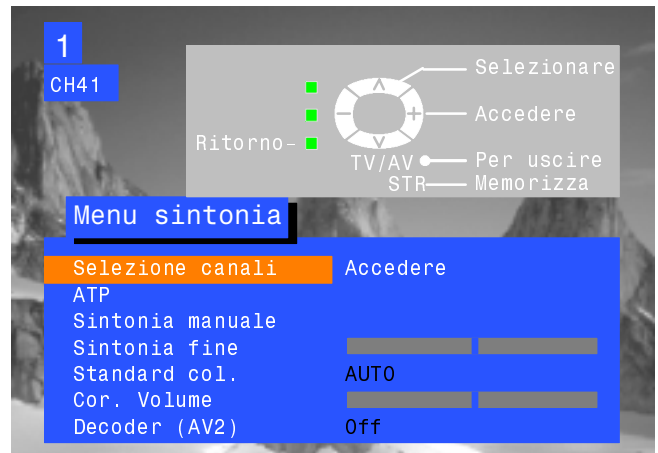 1
CH41
Selezionare
Accedere
Ritorno-
TV/AV Per uscire
STR Memorizza
Menu sintonia
Selezione canali Accedere
ATP
Sintonia manuale
Sintonia fine
Standard col. AUTO
Cor. Volume
Decoder (AV2) Off